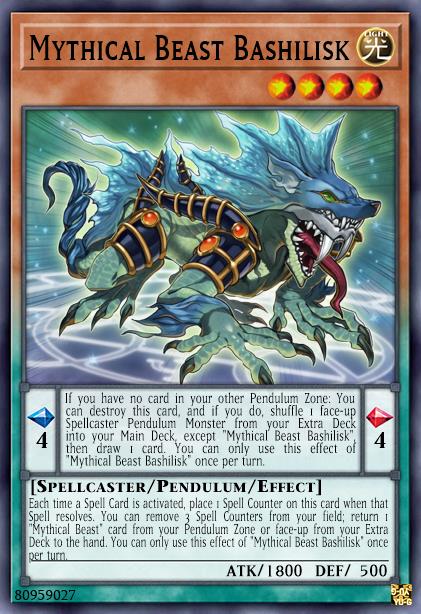 Mythical Beast Bashilisk
LIGHT
光
If you have no card in your other Pendulum Zone: You
can destroy this card, and if you do, shuffle 1 face-up
Spellcaster Pendulum Monster from your Extra Deck
into your Main Deck, except "Mythical Beast Bashilisk",
then draw 1 card. You can only use this effect of
"Mythical Beast Bashilisk" once per turn.
4
4
[Spellcaster/Pendulum/Effect]
Each time a Spell Card is activated, place 1 Spell Counter on this card when that
Spell resolves. You can remove 3 Spell Counters from your field; return 1
"Mythical Beast" card from your Pendulum Zone or face-up from your Extra
Deck to the hand. You can only use this effect of "Mythical Beast Bashilisk" once
per turn.
ATK/1800 DEF/ 500
80959027